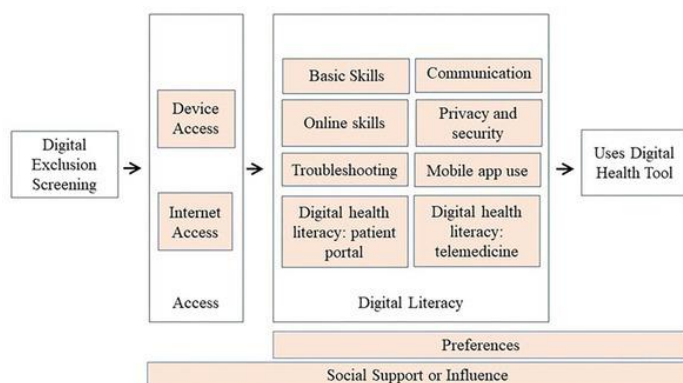 Digital
Exclusion
Screening
Device
Access
Internet
Access
Access
Basic Skills
Communication
Online skills
Privacy and
security
Troubleshooting
Mobile app use
Digital health
literacy: patient
portal
Digital health
literacy:
telemedicine
Digital Literacy
Uses Digital
Health Tool
Preferences
Social Support or Influence